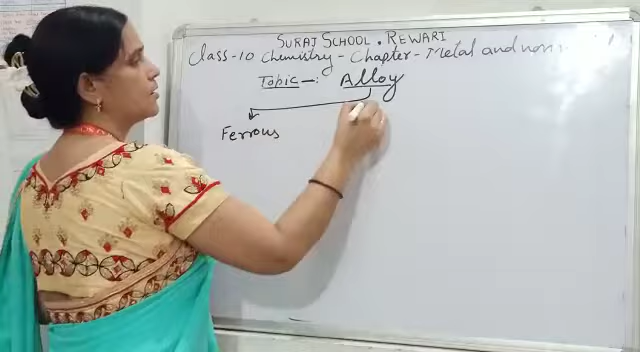 SURAJ SCHOOL, REWARI
Class-10 Chemistry - Chapter - Metal and non
Topic -: Alloy
Ferrous